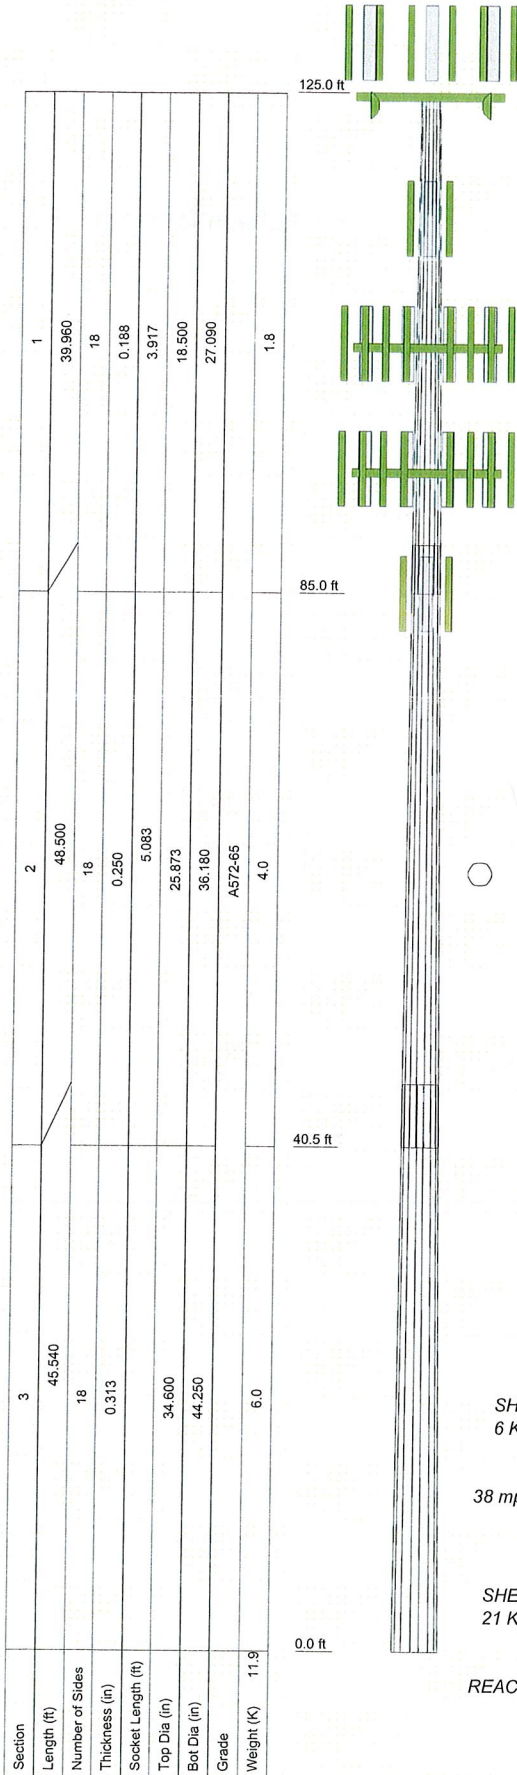 Section 3 2 1
Length (ft) 45.540 48.500 39.960
Number of Sides 18 18 18
Thickness (in) 0.313 0.250 0.188
Socket Length (ft) 5.083 3.917
Top Dia (in) 34.600 25.873 18.500
Bot Dia (in) 44.250 36.180 27.090
Grade A572-65
Weight (K) 11.9 6.0 4.0 1.8
125.0 ft
85.0 ft
40.5 ft
0.0 ft
SH
6 K
38 mp
SHE
21 K
REAC